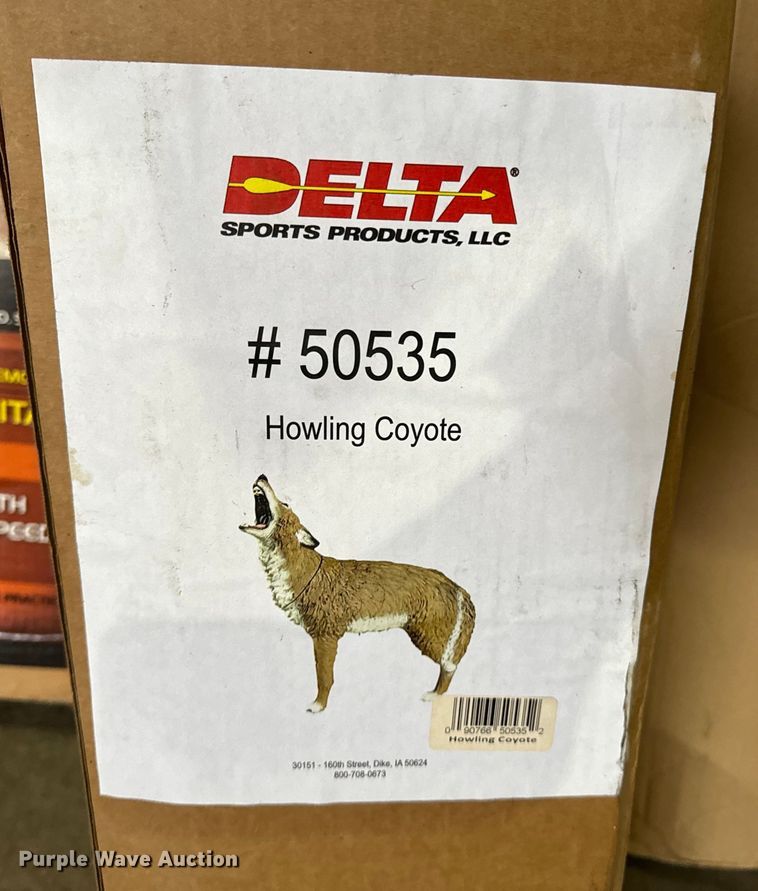 DELTA®
SPORTS PRODUCTS, LLC
# 50535
Howling Coyote
0 90766 50535 2
Howling Coyote
30151 - 160th Street, Dike, IA 50624
800-708-0673
TH
Purple Wave Auction